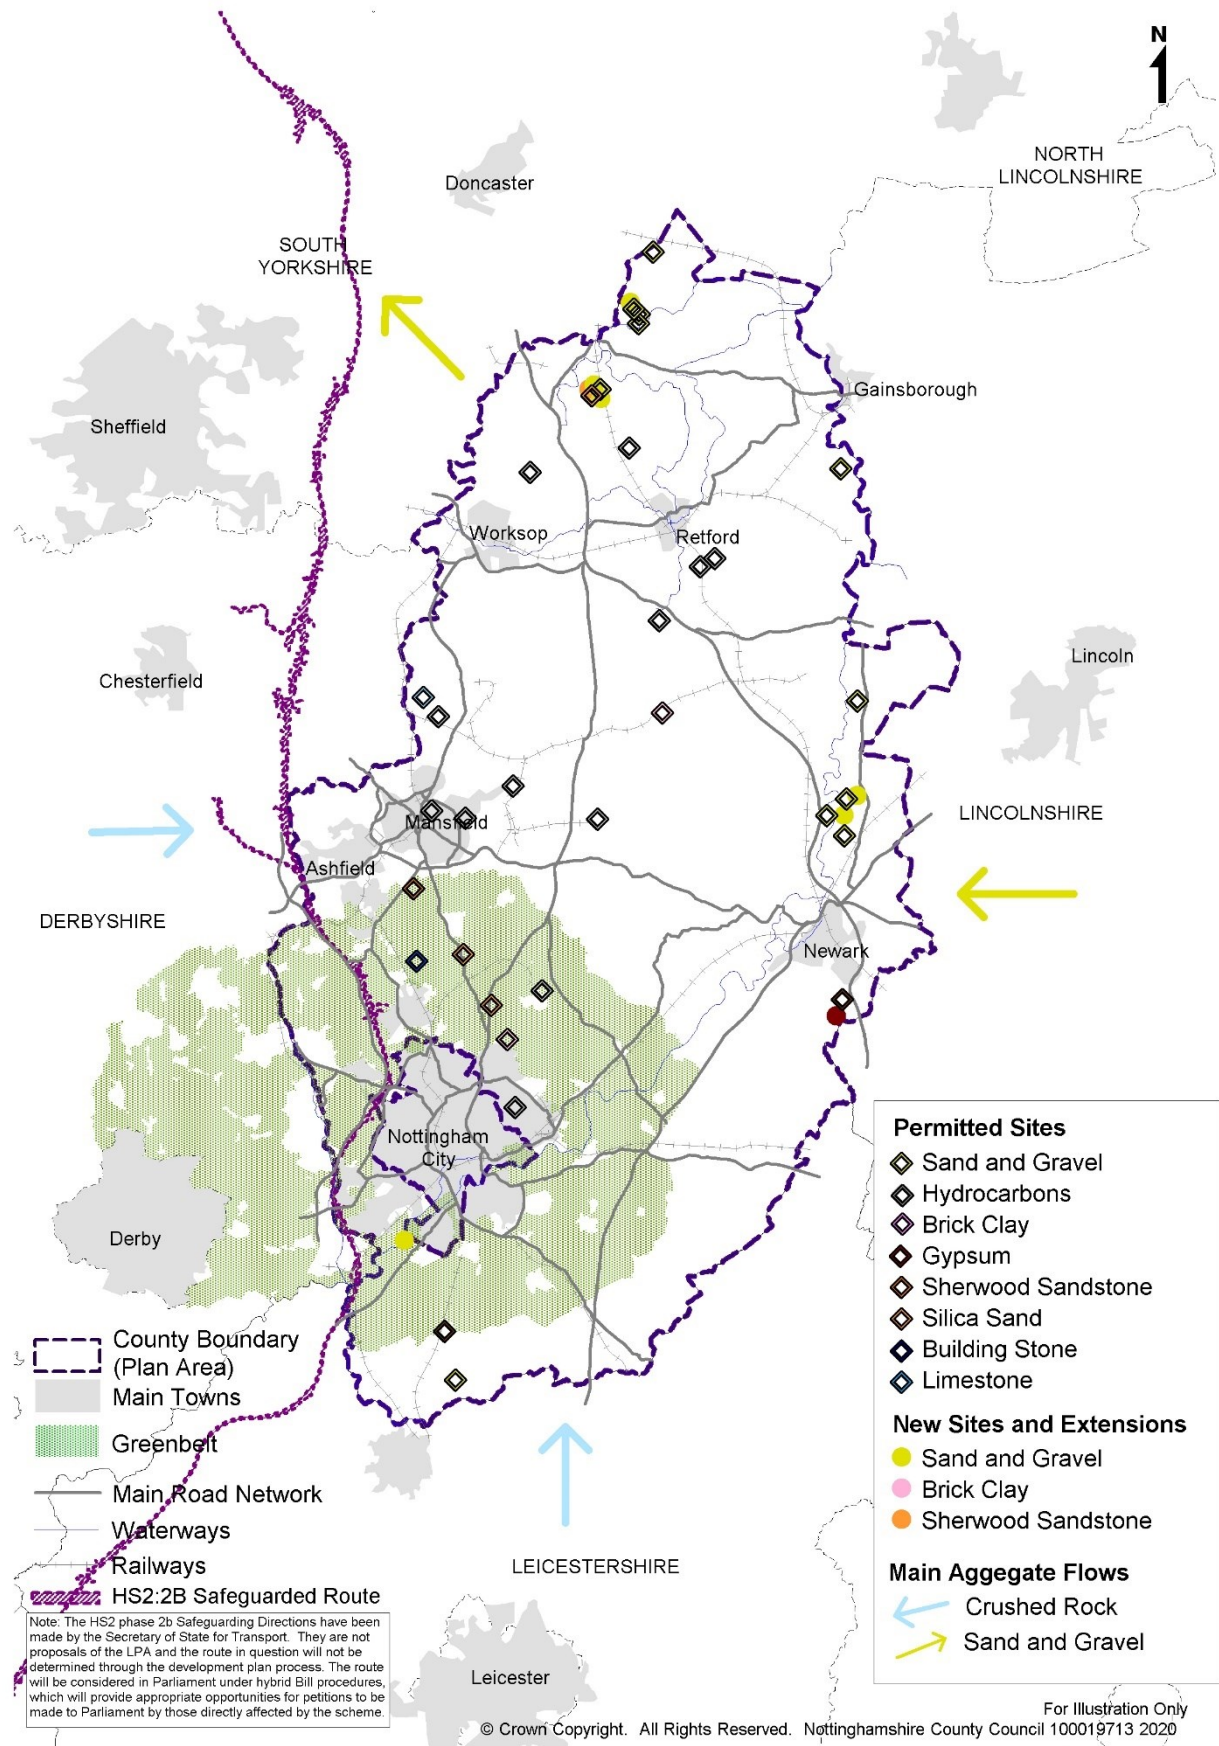 N
NORTH
LINCOLNSHIRE
Doncaster
SOUTH
YORKSHIRE
Gainsborough
Sheffield
Worksop
Retford
Lincoln
Chesterfield
LINCOLNSHIRE
Mansfield
Ashfield
DERBYSHIRE
Newark
Nottingham
City
Derby
LEICESTERSHIRE
Leicester
County Boundary
(Plan Area)
Main Towns
Greenbelt
Main Road Network
Waterways
Railways
HS2:2B Safeguarded Route
Note: The HS2 phase 2b Safeguarding Directions have been
made by the Secretary of State for Transport. They are not
proposals of the LPA and the route in question will not be
determined through the development plan process. The route
will be considered in Parliament under hybrid Bill procedures,
which will provide appropriate opportunities for petitions to be
made to Parliament by those directly affected by the scheme.
Permitted Sites
Sand and Gravel
Hydrocarbons
Brick Clay
Gypsum
Sherwood Sandstone
Silica Sand
Building Stone
Limestone
New Sites and Extensions
Sand and Gravel
Brick Clay
Sherwood Sandstone
Main Aggegate Flows
Crushed Rock
Sand and Gravel
For Illustration Only
© Crown Copyright. All Rights Reserved. Nottinghamshire County Council 100019713 2020